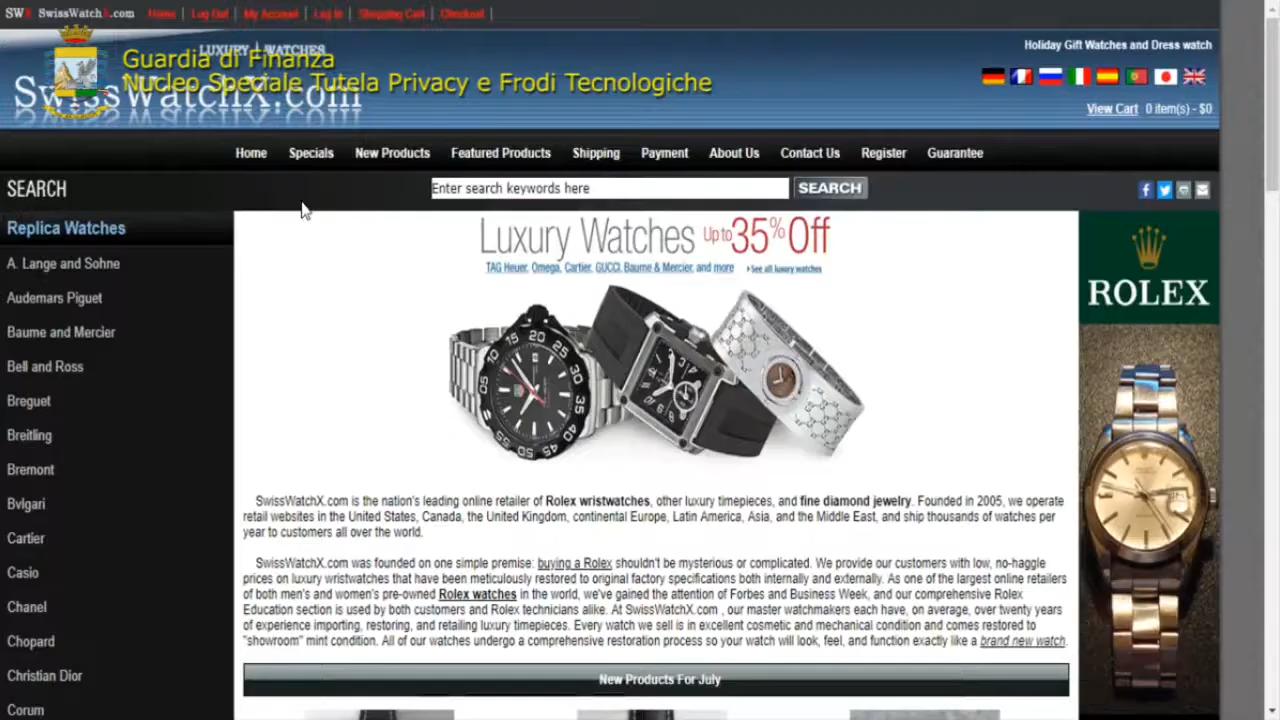 SWX SwissWatchX.com Home | Log Out | My Account | Log In | Shopping Cart | Checkout |
LUXURY | WATCHES
SwissWatchX.com
Guardia di Finanza
Nucleo Speciale Tutela Privacy e Frodi Tecnologiche
Holiday Gift Watches and Dress watch
View Cart 0 item(s) - $0
Home Specials New Products Featured Products Shipping Payment About Us Contact Us Register Guarantee
SEARCH Enter search keywords here SEARCH
Replica Watches
A. Lange and Sohne
Audemars Piguet
Baume and Mercier
Bell and Ross
Breguet
Breitling
Bremont
Bvlgari
Cartier
Casio
Chanel
Chopard
Christian Dior
Corum
Luxury Watches Up to 35% Off
TAG Heuer, Omega, Cartier, GUCCI, Baume & Mercier, and more ▸ See all luxury watches
SwissWatchX.com is the nation's leading online retailer of Rolex wristwatches, other luxury timepieces, and fine diamond jewelry. Founded in 2005, we operate
retail websites in the United States, Canada, the United Kingdom, continental Europe, Latin America, Asia, and the Middle East, and ship thousands of watches per
year to customers all over the world.
SwissWatchX.com was founded on one simple premise: buying a Rolex shouldn't be mysterious or complicated. We provide our customers with low, no-haggle
prices on luxury wristwatches that have been meticulously restored to original factory specifications both internally and externally. As one of the largest online retailers
of both men's and women's pre-owned Rolex watches in the world, we've gained the attention of Forbes and Business Week, and our comprehensive Rolex
Education section is used by both customers and Rolex technicians alike. At SwissWatchX.com , our master watchmakers each have, on average, over twenty years
of experience importing, restoring, and retailing luxury timepieces. Every watch we sell is in excellent cosmetic and mechanical condition and comes restored to
"showroom" mint condition. All of our watches undergo a comprehensive restoration process so your watch will look, feel, and function exactly like a brand new watch.
New Products For July
ROLEX